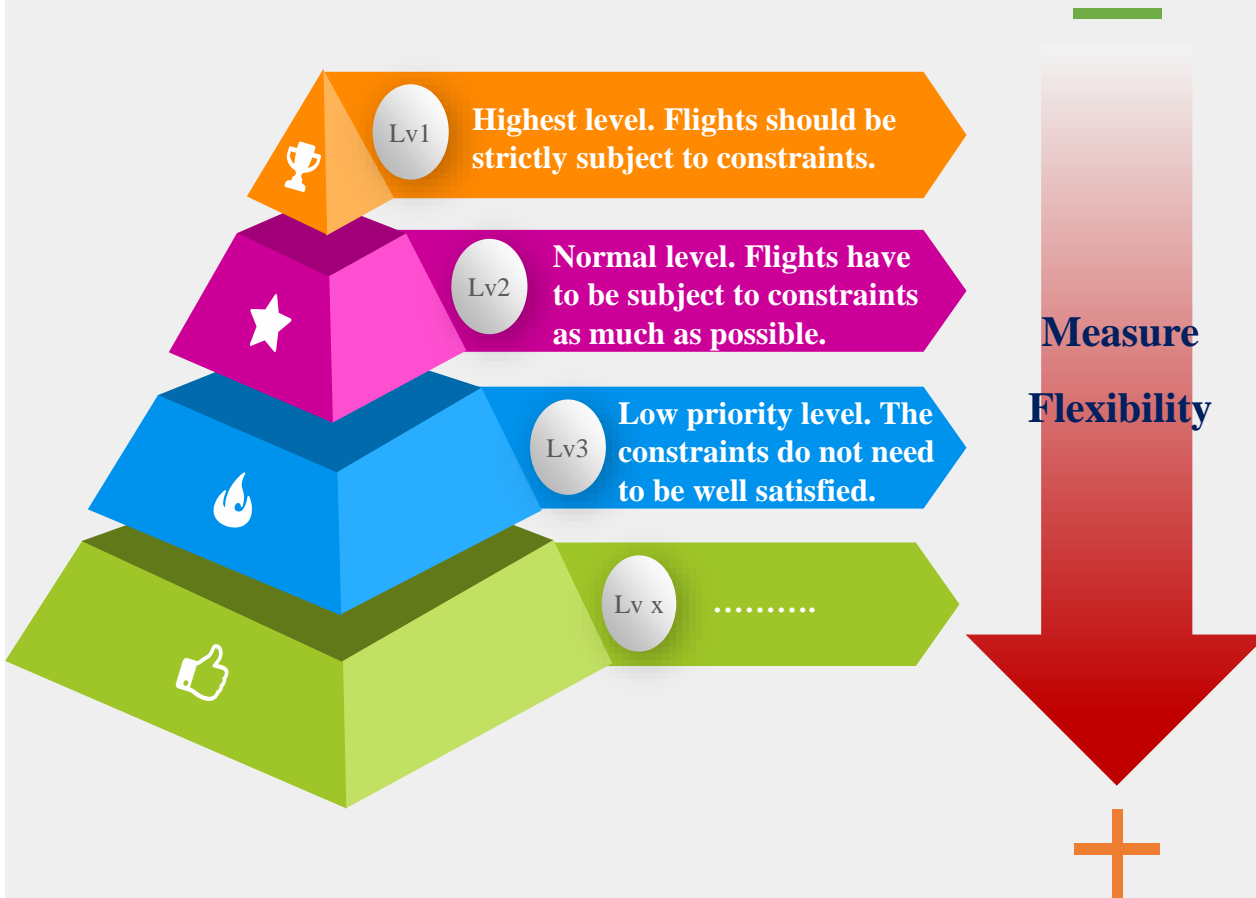 Lv1
Highest level. Flights should be
strictly subject to constraints.
Lv2
Normal level. Flights have
to be subject to constraints
as much as possible.
Lv3
Low priority level. The
constraints do not need
to be well satisfied.
Lv x
..........
Measure
Flexibility